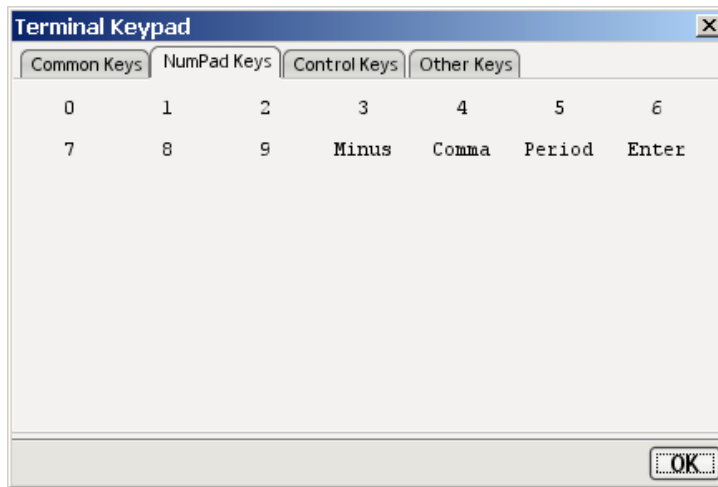 Terminal Keypad
Common Keys NumPad Keys Control Keys Other Keys
0 1 2 3 4 5 6
7 8 9 Minus Comma Period Enter
OK